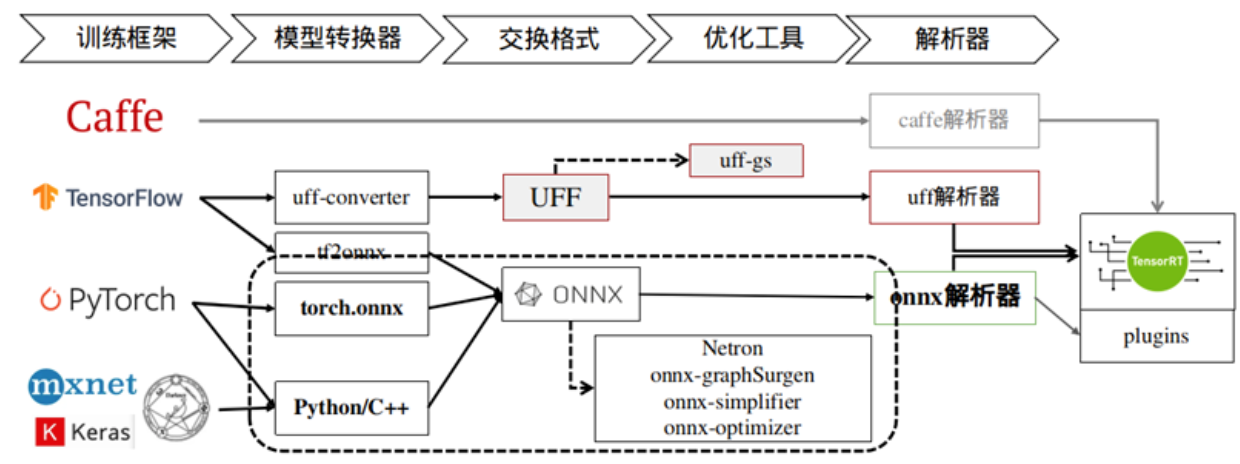 训练框架
模型转换器
交换格式
优化工具
解析器
Caffe
caffe解析器
uff-gs
TensorFlow
uff-converter
UFF
uff解析器
tf2onnx
TensorRT
PyTorch
torch.onnx
ONNX
onnx解析器
plugins
Netron
onnx-graphSurgen
onnx-simplifier
onnx-optimizer
mxnet
Python/C++
K Keras